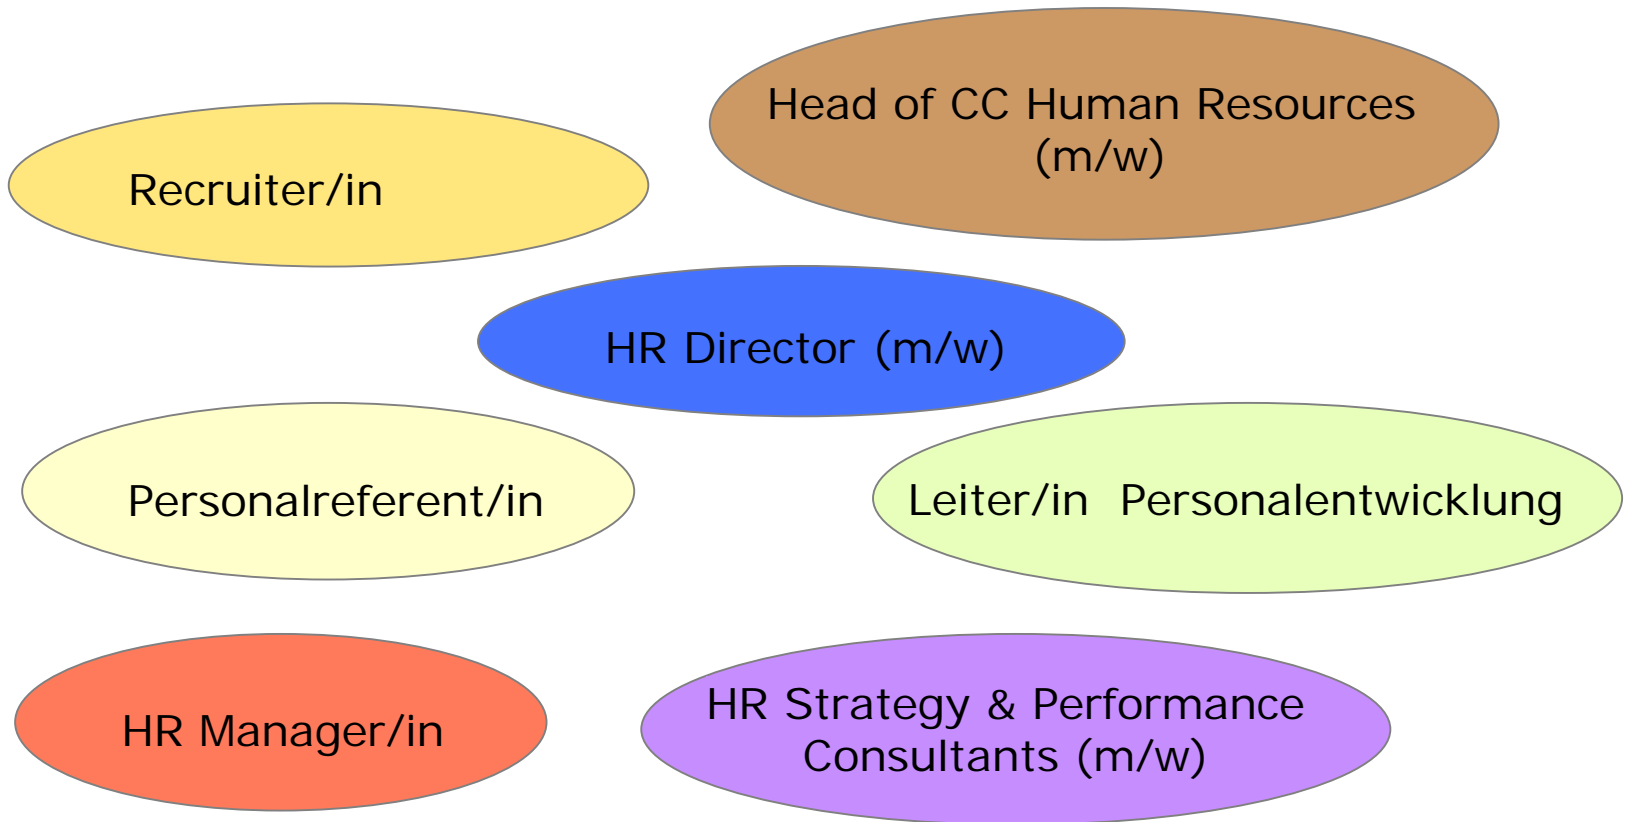 Head of CC Human Resources
(m/w)
Recruiter/in
HR Director (m/w)
Personalreferent/in
Leiter/in Personalentwicklung
HR Manager/in
HR Strategy & Performance
Consultants (m/w)